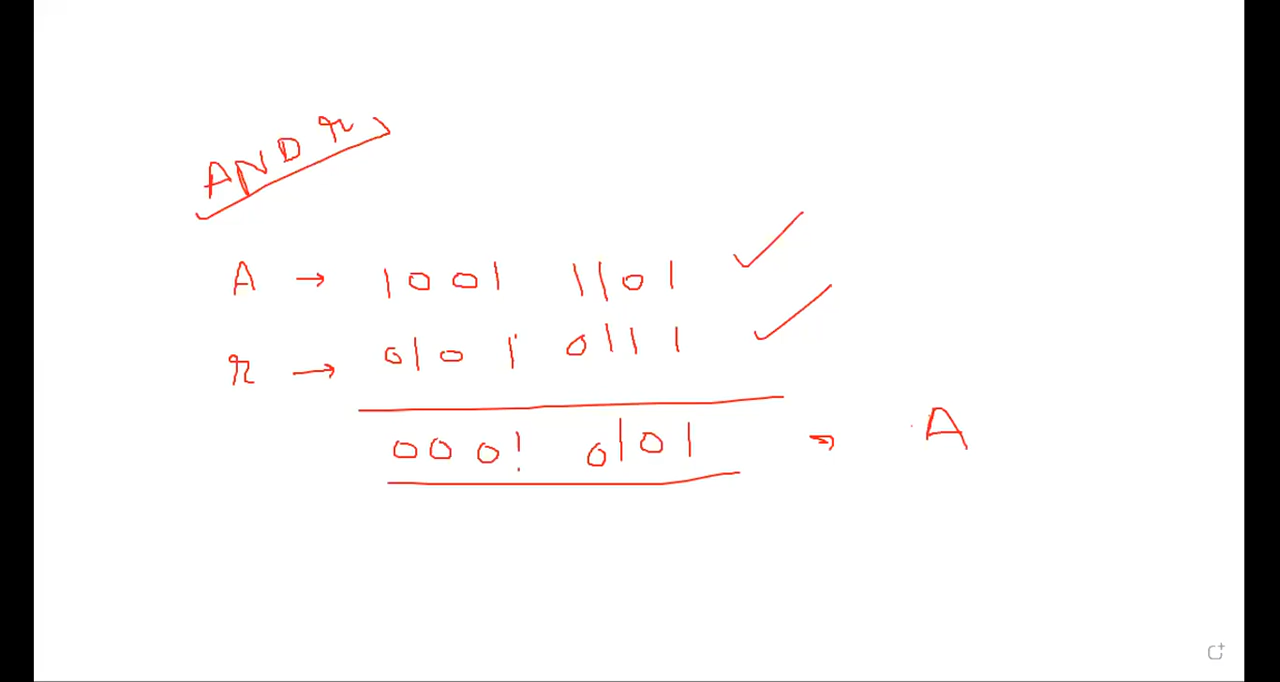 AND r
A → 1001 1101
r → 0101 0111
0001 0101 → A